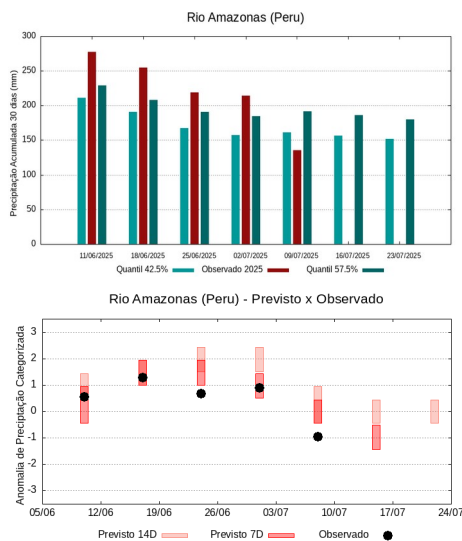 Rio Amazonas (Peru)
Precipitação Acumulada 30 dias (mm)
300
250
200
150
100
50
0
11/06/2025 18/06/2025 25/06/2025 02/07/2025 09/07/2025 16/07/2025 23/07/2025
Quantil 42.5% Observado 2025 Quantil 57.5%
Rio Amazonas (Peru) - Previsto x Observado
Anomalia de Preciptação Categorizada
3
2
1
0
-1
-2
-3
05/06 12/06 19/06 26/06 03/07 10/07 17/07 24/07
Previsto 14D Previsto 7D Observado